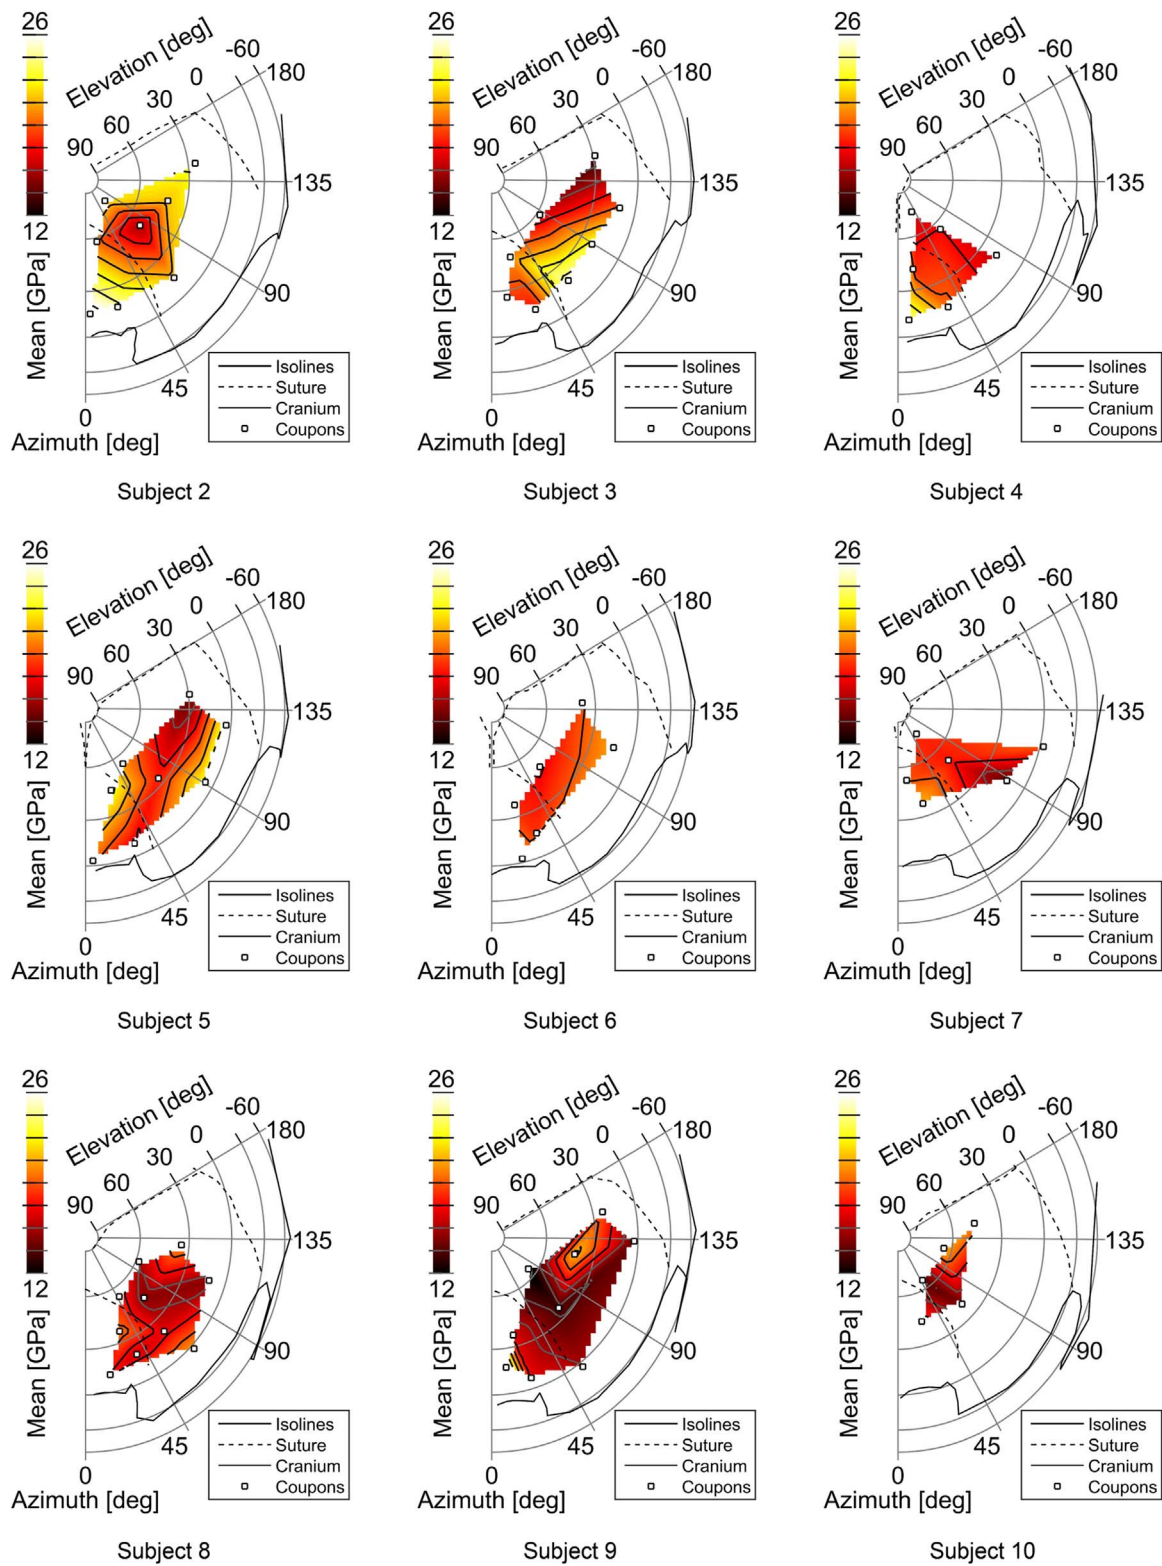 26
12
Mean [GPa]
Elevation [deg]
90
60
30
0
-60
180
135
90
45
0
Azimuth [deg]
Isolines
Suture
Cranium
Coupons
Subject 2
26
12
Mean [GPa]
Elevation [deg]
90
60
30
0
-60
180
135
90
45
0
Azimuth [deg]
Isolines
Suture
Cranium
Coupons
Subject 3
26
12
Mean [GPa]
Elevation [deg]
90
60
30
0
-60
180
135
90
45
0
Azimuth [deg]
Isolines
Suture
Cranium
Coupons
Subject 4
26
12
Mean [GPa]
Elevation [deg]
90
60
30
0
-60
180
135
90
45
0
Azimuth [deg]
Isolines
Suture
Cranium
Coupons
Subject 5
26
12
Mean [GPa]
Elevation [deg]
90
60
30
0
-60
180
135
90
45
0
Azimuth [deg]
Isolines
Suture
Cranium
Coupons
Subject 6
26
12
Mean [GPa]
Elevation [deg]
90
60
30
0
-60
180
135
90
45
0
Azimuth [deg]
Isolines
Suture
Cranium
Coupons
Subject 7
26
12
Mean [GPa]
Elevation [deg]
90
60
30
0
-60
180
135
90
45
0
Azimuth [deg]
Isolines
Suture
Cranium
Coupons
Subject 8
26
12
Mean [GPa]
Elevation [deg]
90
60
30
0
-60
180
135
90
45
0
Azimuth [deg]
Isolines
Suture
Cranium
Coupons
Subject 9
26
12
Mean [GPa]
Elevation [deg]
90
60
30
0
-60
180
135
90
45
0
Azimuth [deg]
Isolines
Suture
Cranium
Coupons
Subject 10